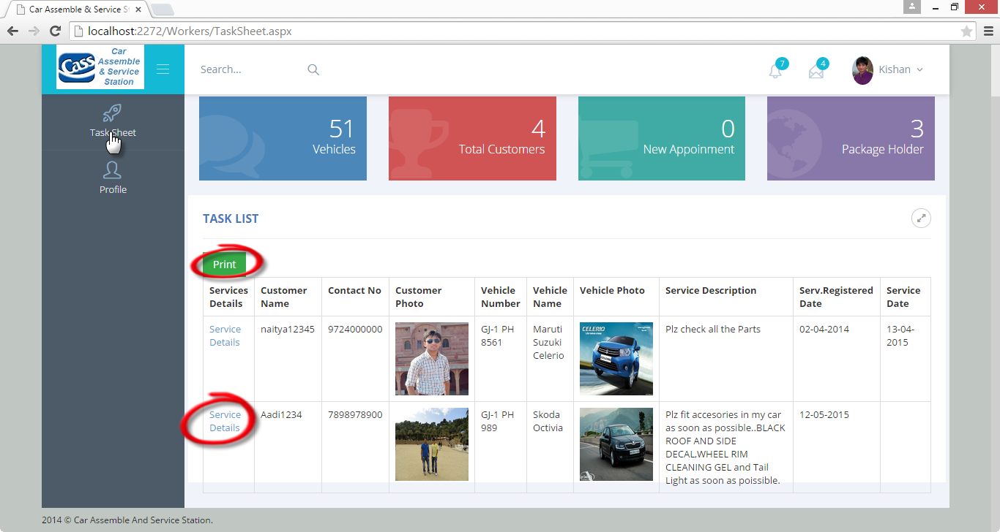 Car Assemble & Service St
localhost:2272/Workers/TaskSheet.aspx
Cass
Car
Assemble
& Service
Station
Search...
7
4
Kishan
Task Sheet
Profile
51
Vehicles
4
Total Customers
0
New Appoinment
3
Package Holder
TASK LIST
Print
Services
Details
Customer
Name
Contact No
Customer
Photo
Vehicle
Number
Vehicle
Name
Vehicle Photo
Service Description
Serv.Registered
Date
Service
Date
Service
Details
naitya12345
9724000000
GJ-1 PH
8561
Maruti
Suzuki
Celerio
CELERIO
Plz check all the Parts
02-04-2014
13-04-
2015
Service
Details
Aadi1234
7898978900
GJ-1 PH
989
Skoda
Octivia
Plz fit accesories in my car
as soon as possible..BLACK
ROOF AND SIDE
DECAL,WHEEL RIM
CLEANING GEL and Tail
Light as soon as poissible.
12-05-2015
2014 © Car Assemble And Service Station.